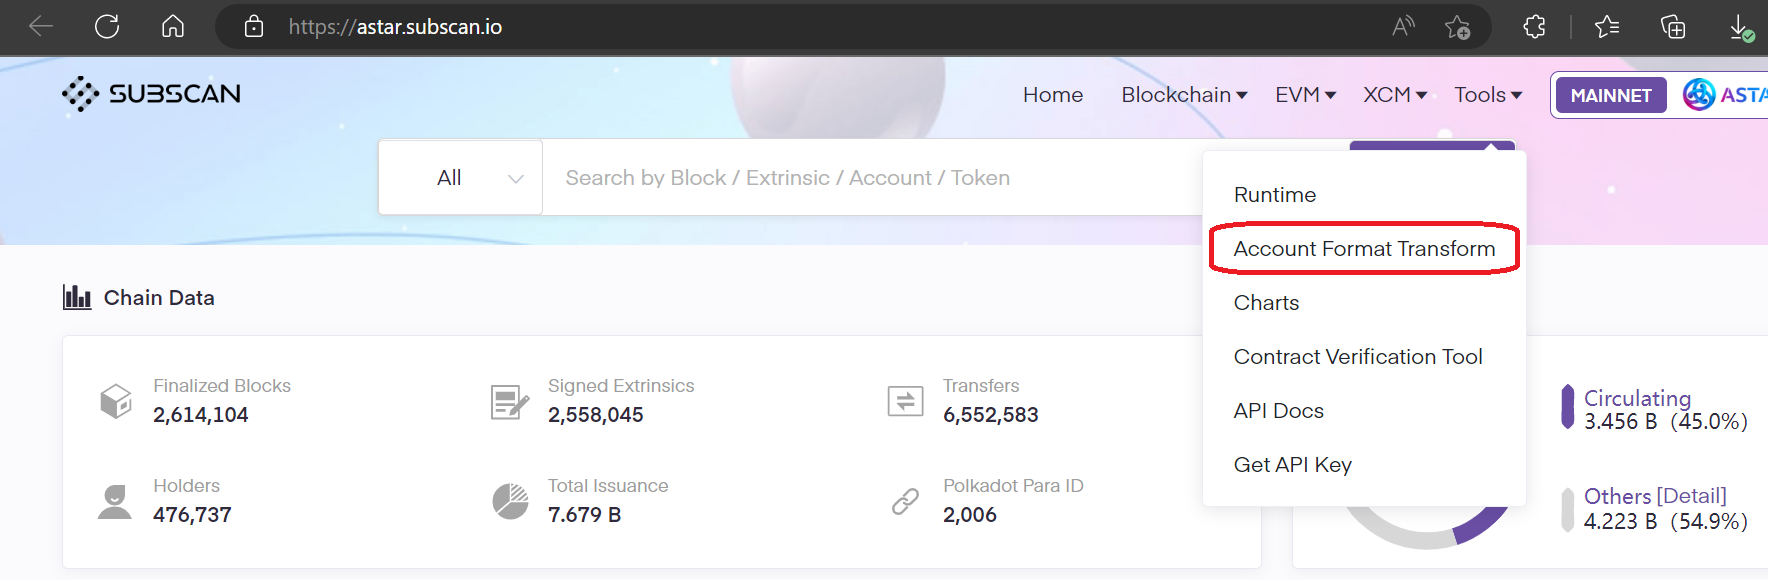 https://astar.subscan.io
SUBSCAN
Home Blockchain EVM XCM Tools MAINNET
All Search by Block / Extrinsic / Account / Token
Runtime
Account Format Transform
Charts
Contract Verification Tool
API Docs
Get API Key
Chain Data
Finalized Blocks
2,614,104
Signed Extrinsics
2,558,045
Transfers
6,552,583
Holders
476,737
Total Issuance
7.679 B
Polkadot Para ID
2,006
Circulating
3.456 B (45.0%)
Others [Detail]
4.223 B (54.9%)